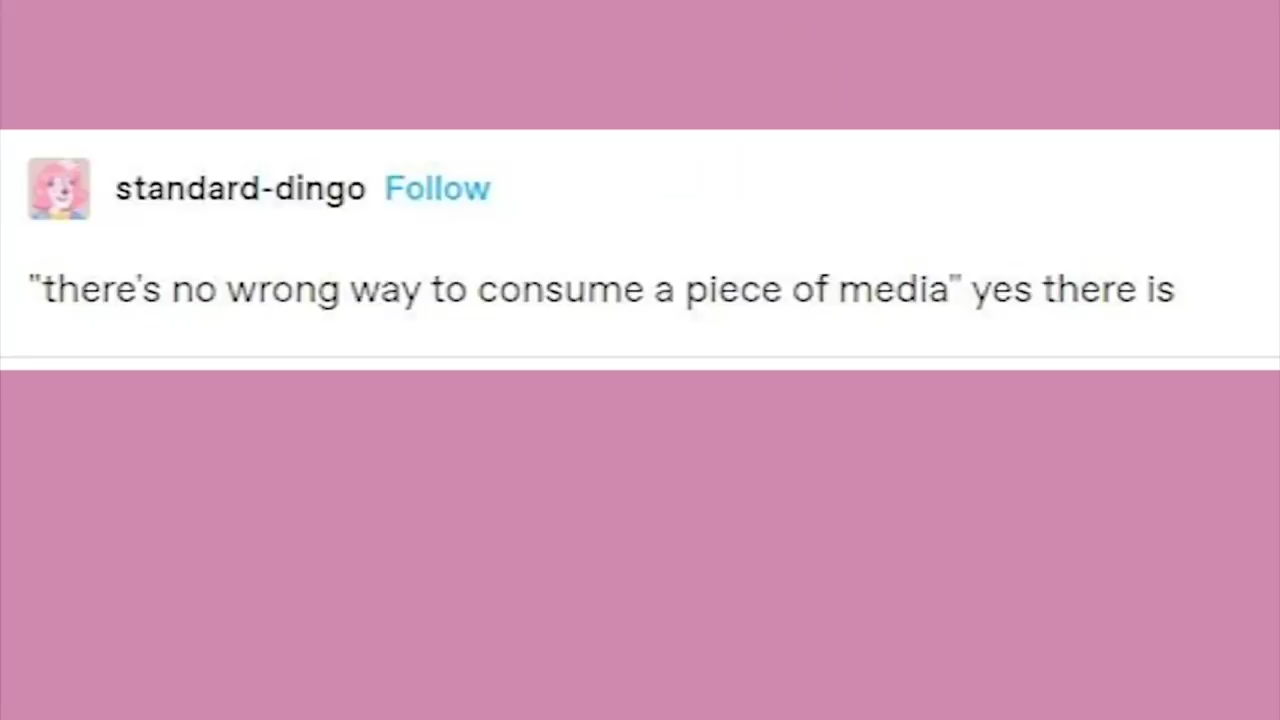 standard-dingo Follow
"there's no wrong way to consume a piece of media" yes there is